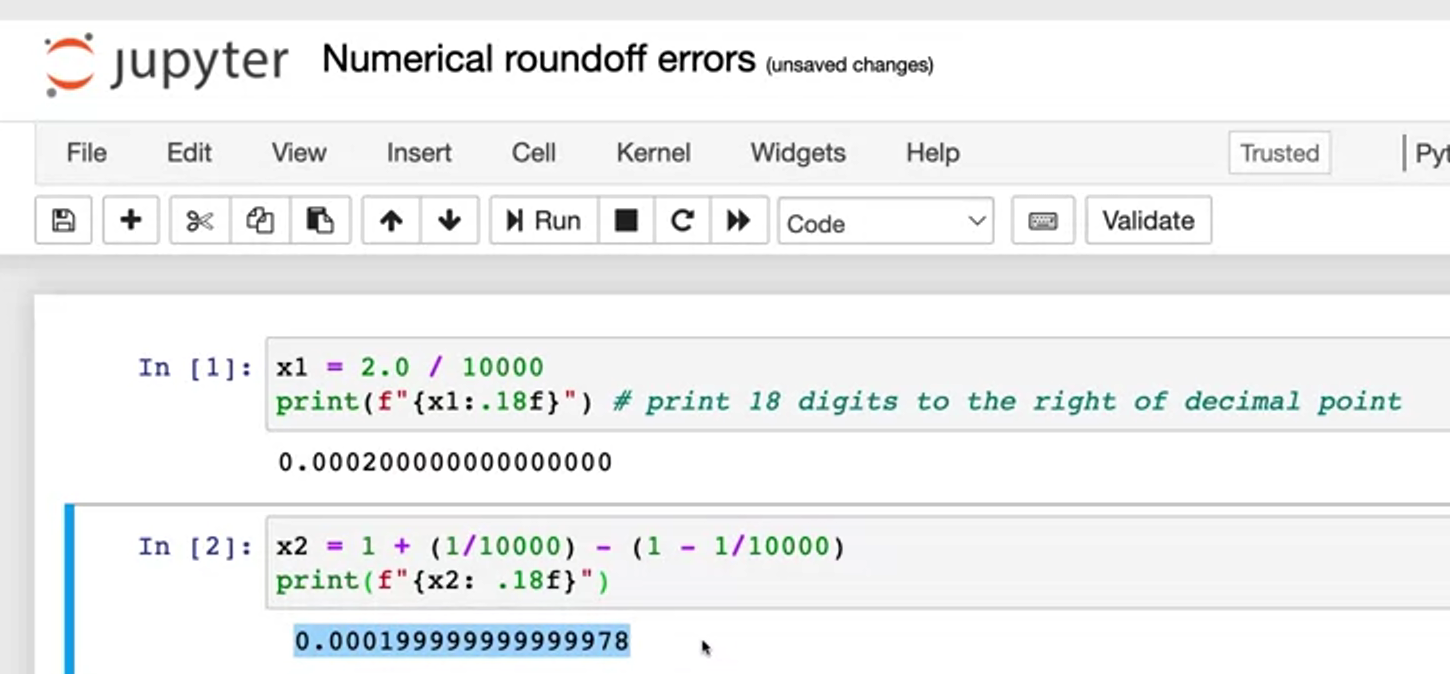 jupyter Numerical roundoff errors (unsaved changes)
File Edit View Insert Cell Kernel Widgets Help Trusted
Run Code Validate
In [1]: x1 = 2.0 / 10000
print(f"{x1:.18f}") # print 18 digits to the right of decimal point
0.000200000000000000
In [2]: x2 = 1 + (1/10000) - (1 - 1/10000)
print(f"{x2: .18f}")
0.000199999999999978